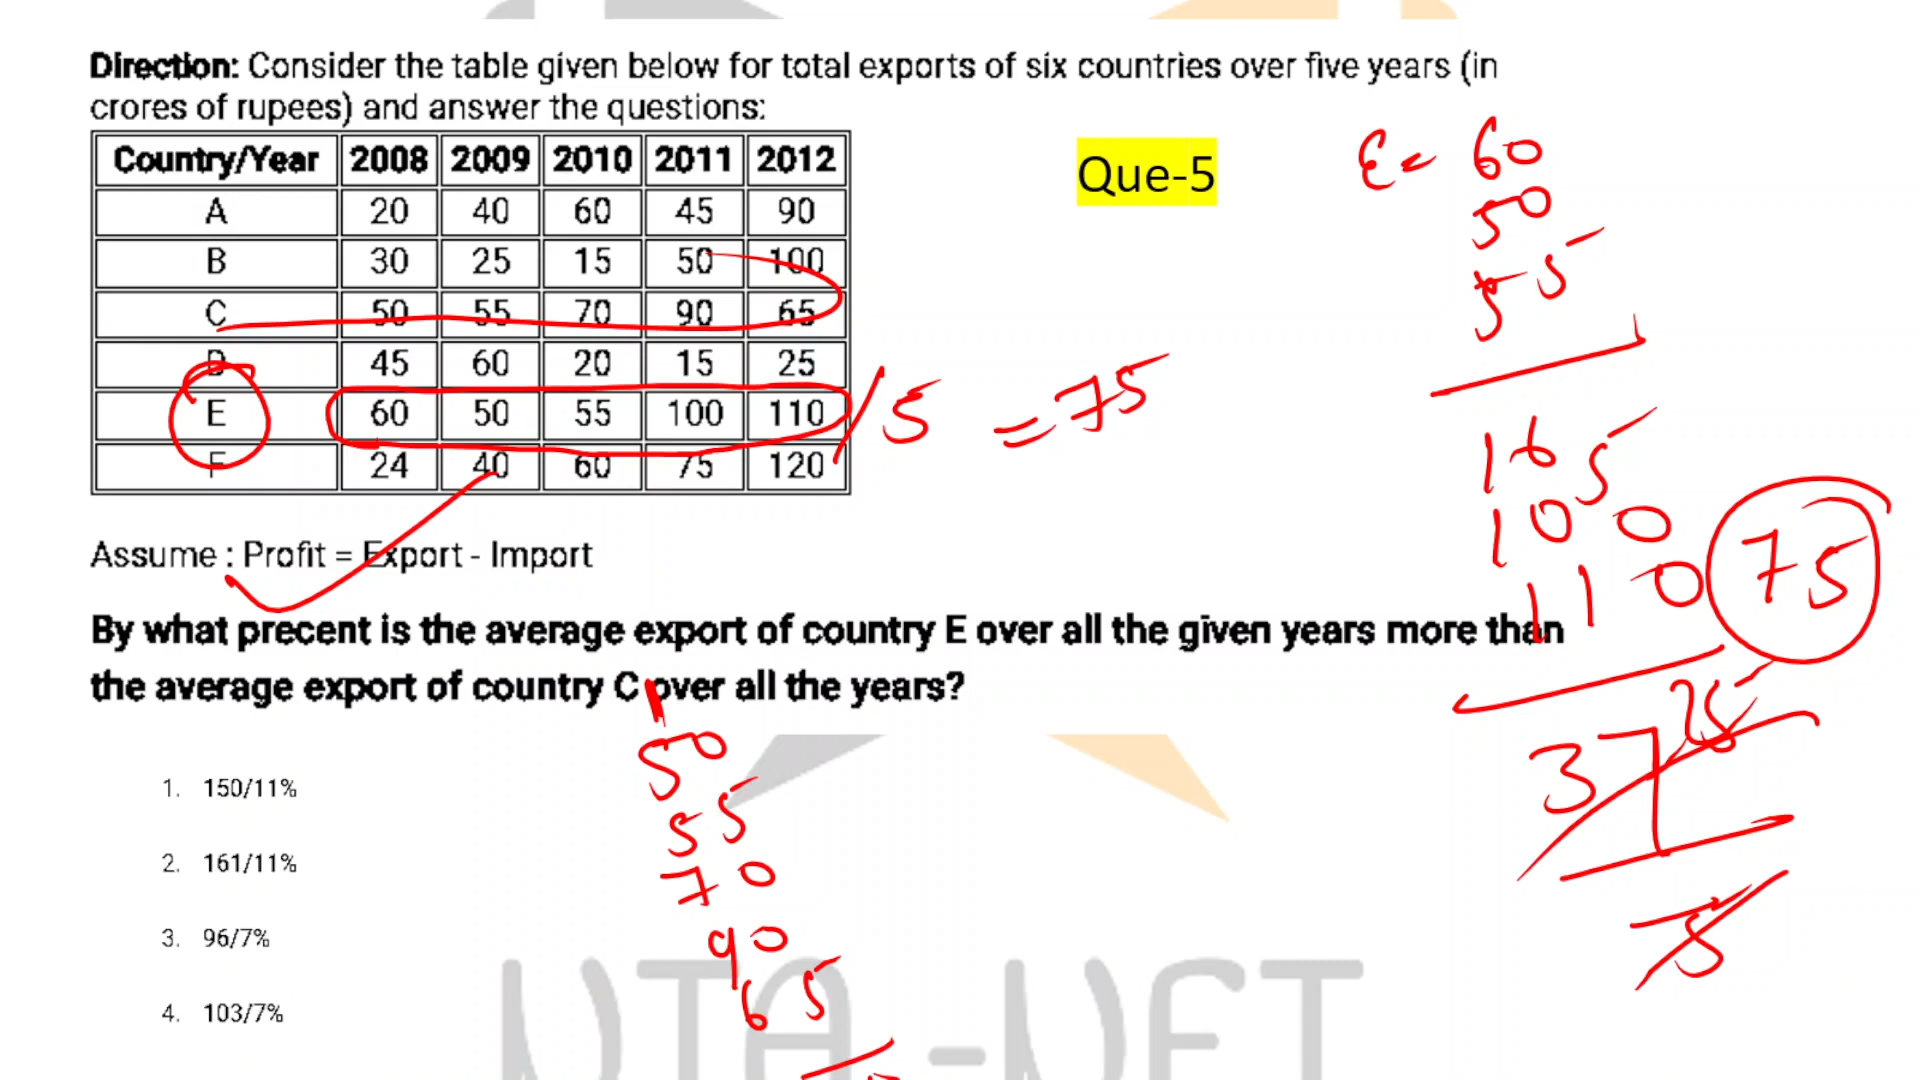 Direction: Consider the table given below for total exports of six countries over five years (in
crores of rupees) and answer the questions:
Country/Year 2008 2009 2010 2011 2012
A 20 40 60 45 90
B 30 25 15 50 100
C 50 55 70 90 65
D 45 60 20 15 25
E 60 50 55 100 110
F 24 40 60 75 120
/5 = 75
Que-5
E = 60
50
55
165
100
110
75
375
5
Assume : Profit = Export - Import
By what precent is the average export of country E over all the given years more than
the average export of country C over all the years?
50
55
70
90
65
1. 150/11%
2. 161/11%
3. 96/7%
4. 103/7%
NTA-NET